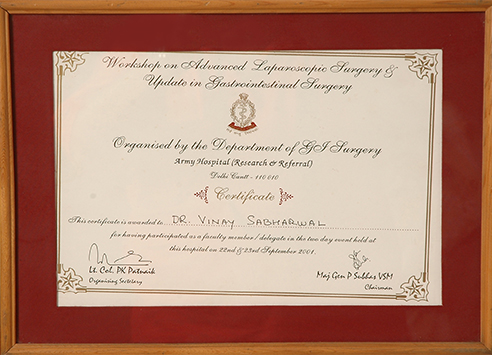 Workshop on Advanced Laparoscopic Surgery &
Update in Gastrointestinal Surgery
Organised by the Department of GI Surgery
Army Hospital (Research & Referral)
Delhi Cantt - 110 010
Certificate
This certificate is awarded to DR. VINAY SABHARWAL
for having participated as a faculty member / delegate in the two day event held at
this hospital on 22nd & 23rd September 2001.
Lt. Col. PK Patnaik
Maj Gen P Subhas VSM
Organising Secretory
Chairman